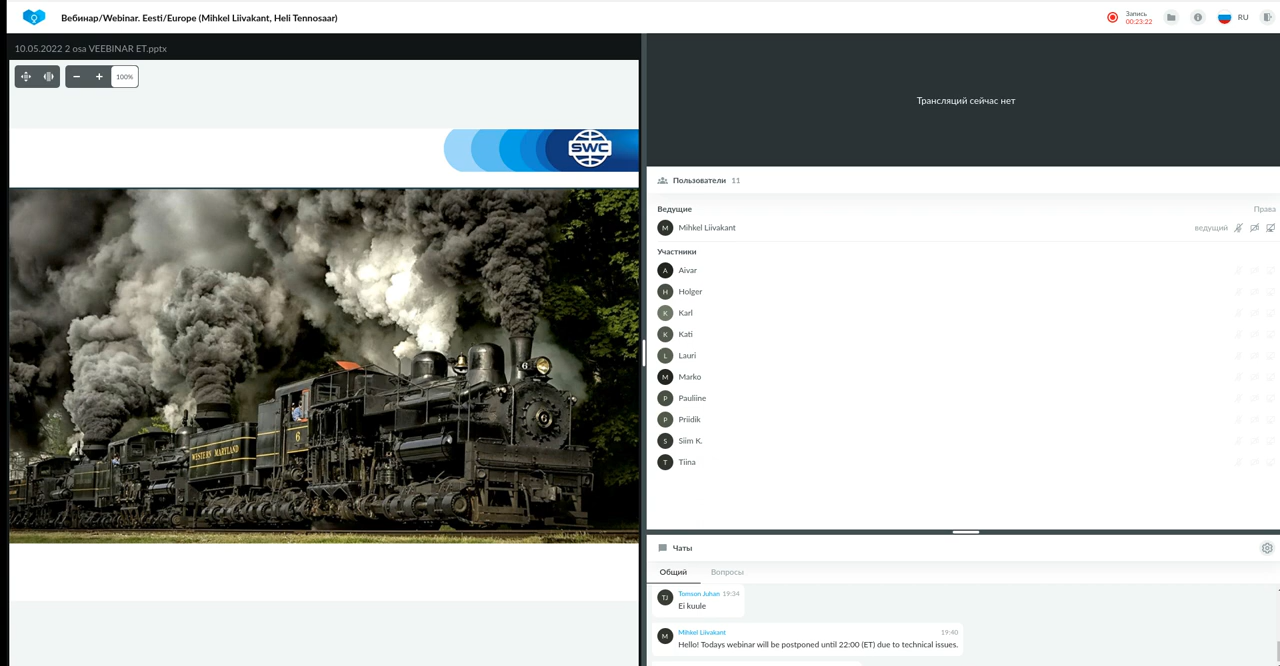 Вебинар/Webinar. Eesti/Europe (Mihkel Liivakant, Heli Tennosaar)
Запись
00:23:22
RU
10.05.2022 2 osa VEEBINAR ET.pptx
100%
SWC
6
6
6
WESTERN MARYLAND
Трансляций сейчас нет
Пользователи 11
Ведущие
Права
M Mihkel Liivakant
ведущий
Участники
A Aivar
H Holger
K Karl
K Kati
L Lauri
M Marko
P Pauliine
P Priidik
S Siim K.
T Tiina
Чаты
Общий
Вопросы
TJ Tomson Juhan 19:34
Ei kuule
M Mihkel Liivakant 19:40
Hello! Todays webinar will be postponed until 22:00 (ET) due to technical issues.